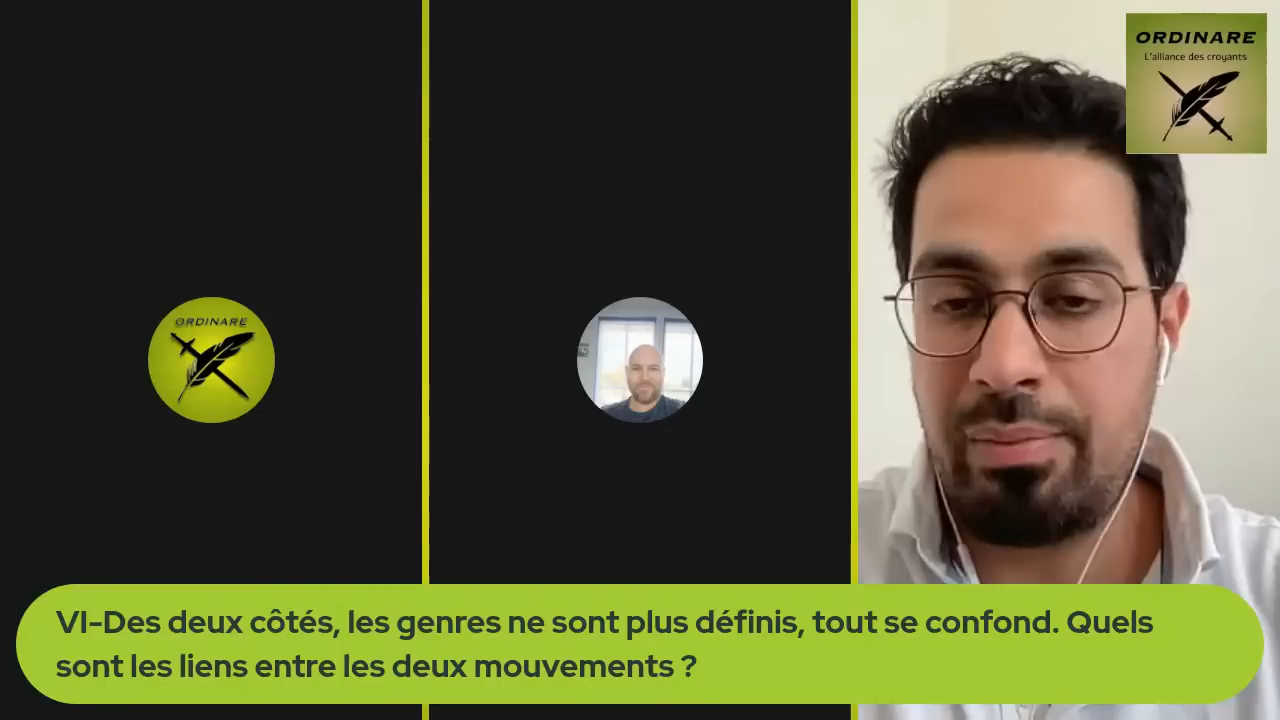 ORDINARE
L'alliance des croyants
ORDINARE
VI-Des deux côtés, les genres ne sont plus définis, tout se confond. Quels
sont les liens entre les deux mouvements ?